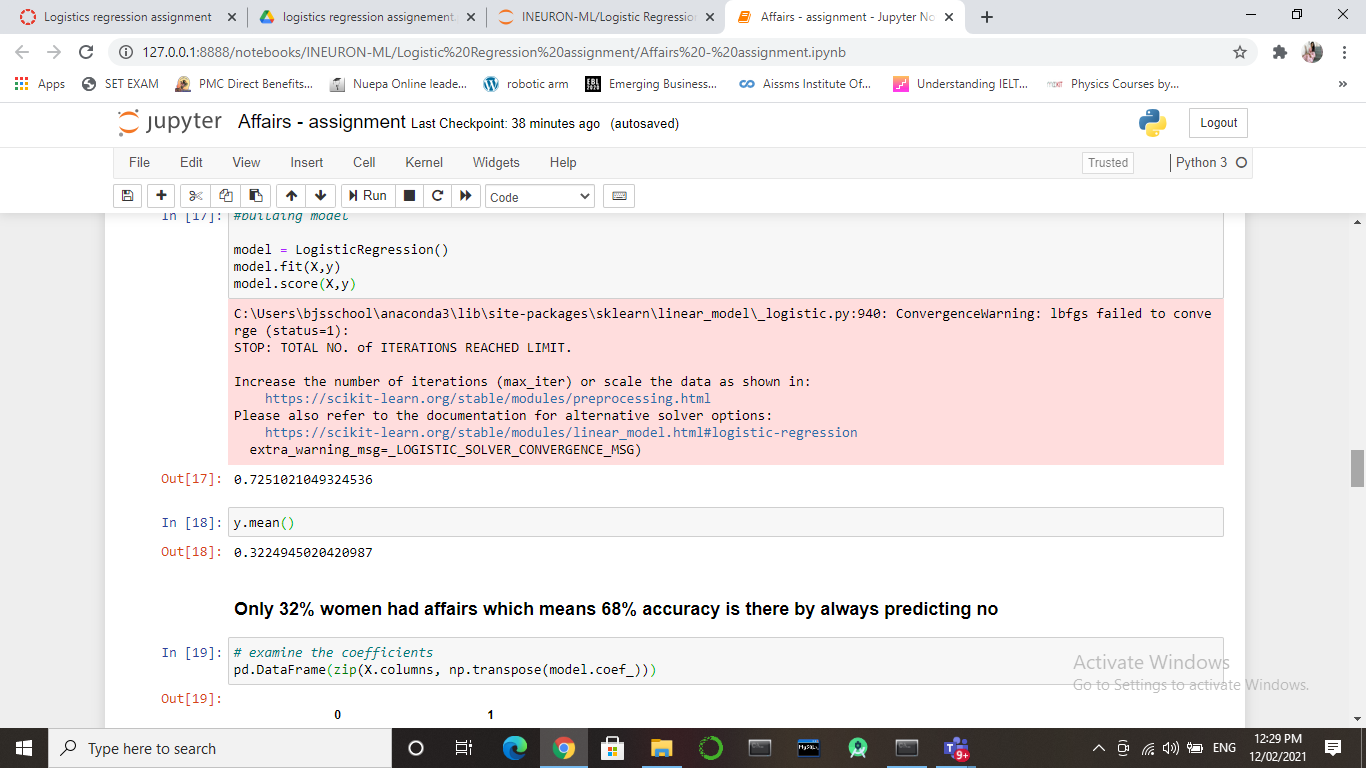 Logistics regression assignment
logistics regression assignement.
INEURON-ML/Logistic Regression
Affairs - assignment - Jupyter No
127.0.0.1:8888/notebooks/INEURON-ML/Logistic%20Regression%20assignment/Affairs%20-%20assignment.ipynb
Apps
SET EXAM
PMC Direct Benefits...
Nuepa Online leade...
robotic arm
EBL 2020
Emerging Business...
Aissms Institute Of...
Understanding IELT...
Physics Courses by...
»
jupyter Affairs - assignment Last Checkpoint: 38 minutes ago (autosaved)
Logout
File Edit View Insert Cell Kernel Widgets Help
Trusted
Python 3
Run
Code
In [17]: #building model
model = LogisticRegression()
model.fit(X,y)
model.score(X,y)
C:\Users\bjsschool\anaconda3\lib\site-packages\sklearn\linear_model\_logistic.py:940: ConvergenceWarning: lbfgs failed to conve
rge (status=1):
STOP: TOTAL NO. of ITERATIONS REACHED LIMIT.
Increase the number of iterations (max_iter) or scale the data as shown in:
https://scikit-learn.org/stable/modules/preprocessing.html
Please also refer to the documentation for alternative solver options:
https://scikit-learn.org/stable/modules/linear_model.html#logistic-regression
extra_warning_msg=_LOGISTIC_SOLVER_CONVERGENCE_MSG)
Out[17]: 0.7251021049324536
In [18]: y.mean()
Out[18]: 0.3224945020420987
Only 32% women had affairs which means 68% accuracy is there by always predicting no
In [19]: # examine the coefficients
pd.DataFrame(zip(X.columns, np.transpose(model.coef_)))
Activate Windows
Go to Settings to activate Windows.
Out[19]:
0 1
Type here to search
MySQL
T
9+
ENG
12:29 PM
12/02/2021